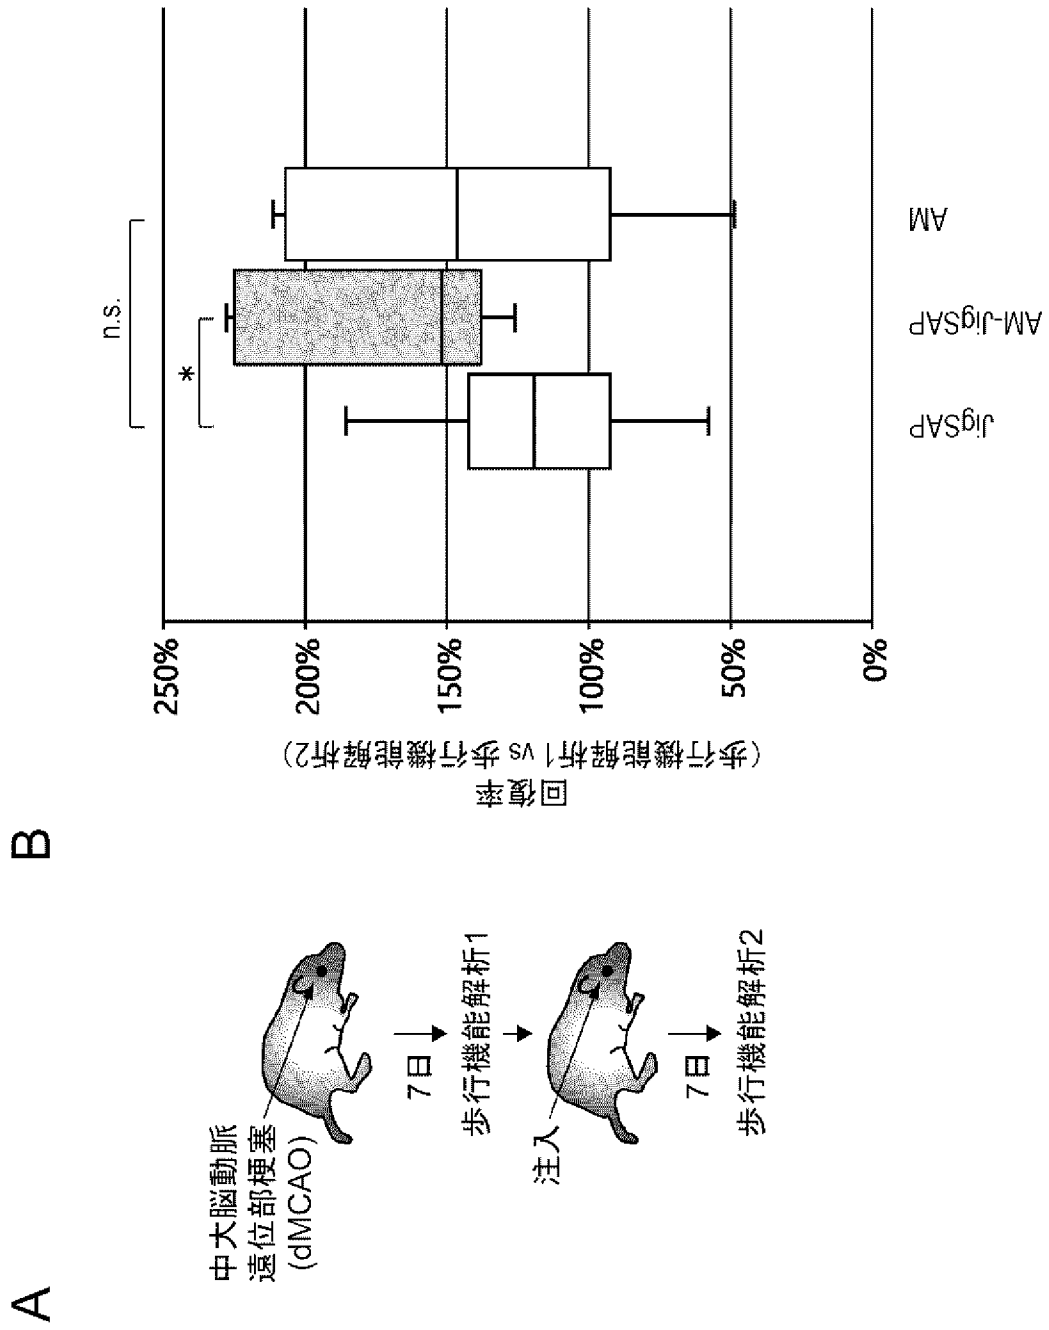 A
中大脳動脈
遠位部梗塞
(dMCAO)
7日
歩行機能解析1
注入
7日
歩行機能解析2
B
回復率
(歩行機能解析1 vs 歩行機能解析2)
250%
200%
150%
100%
50%
0%
n.s.
*
JigSAP
AM-JigSAP
AM